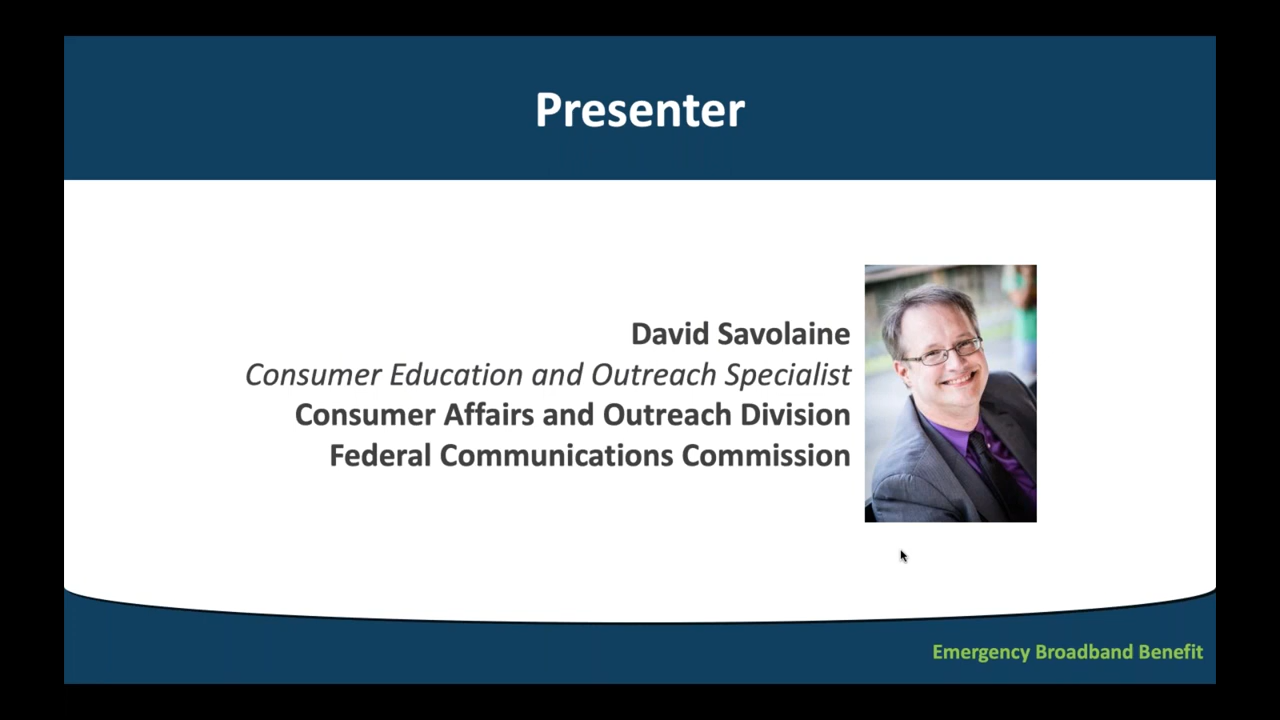 Presenter
David Savolaine
Consumer Education and Outreach Specialist
Consumer Affairs and Outreach Division
Federal Communications Commission
Emergency Broadband Benefit